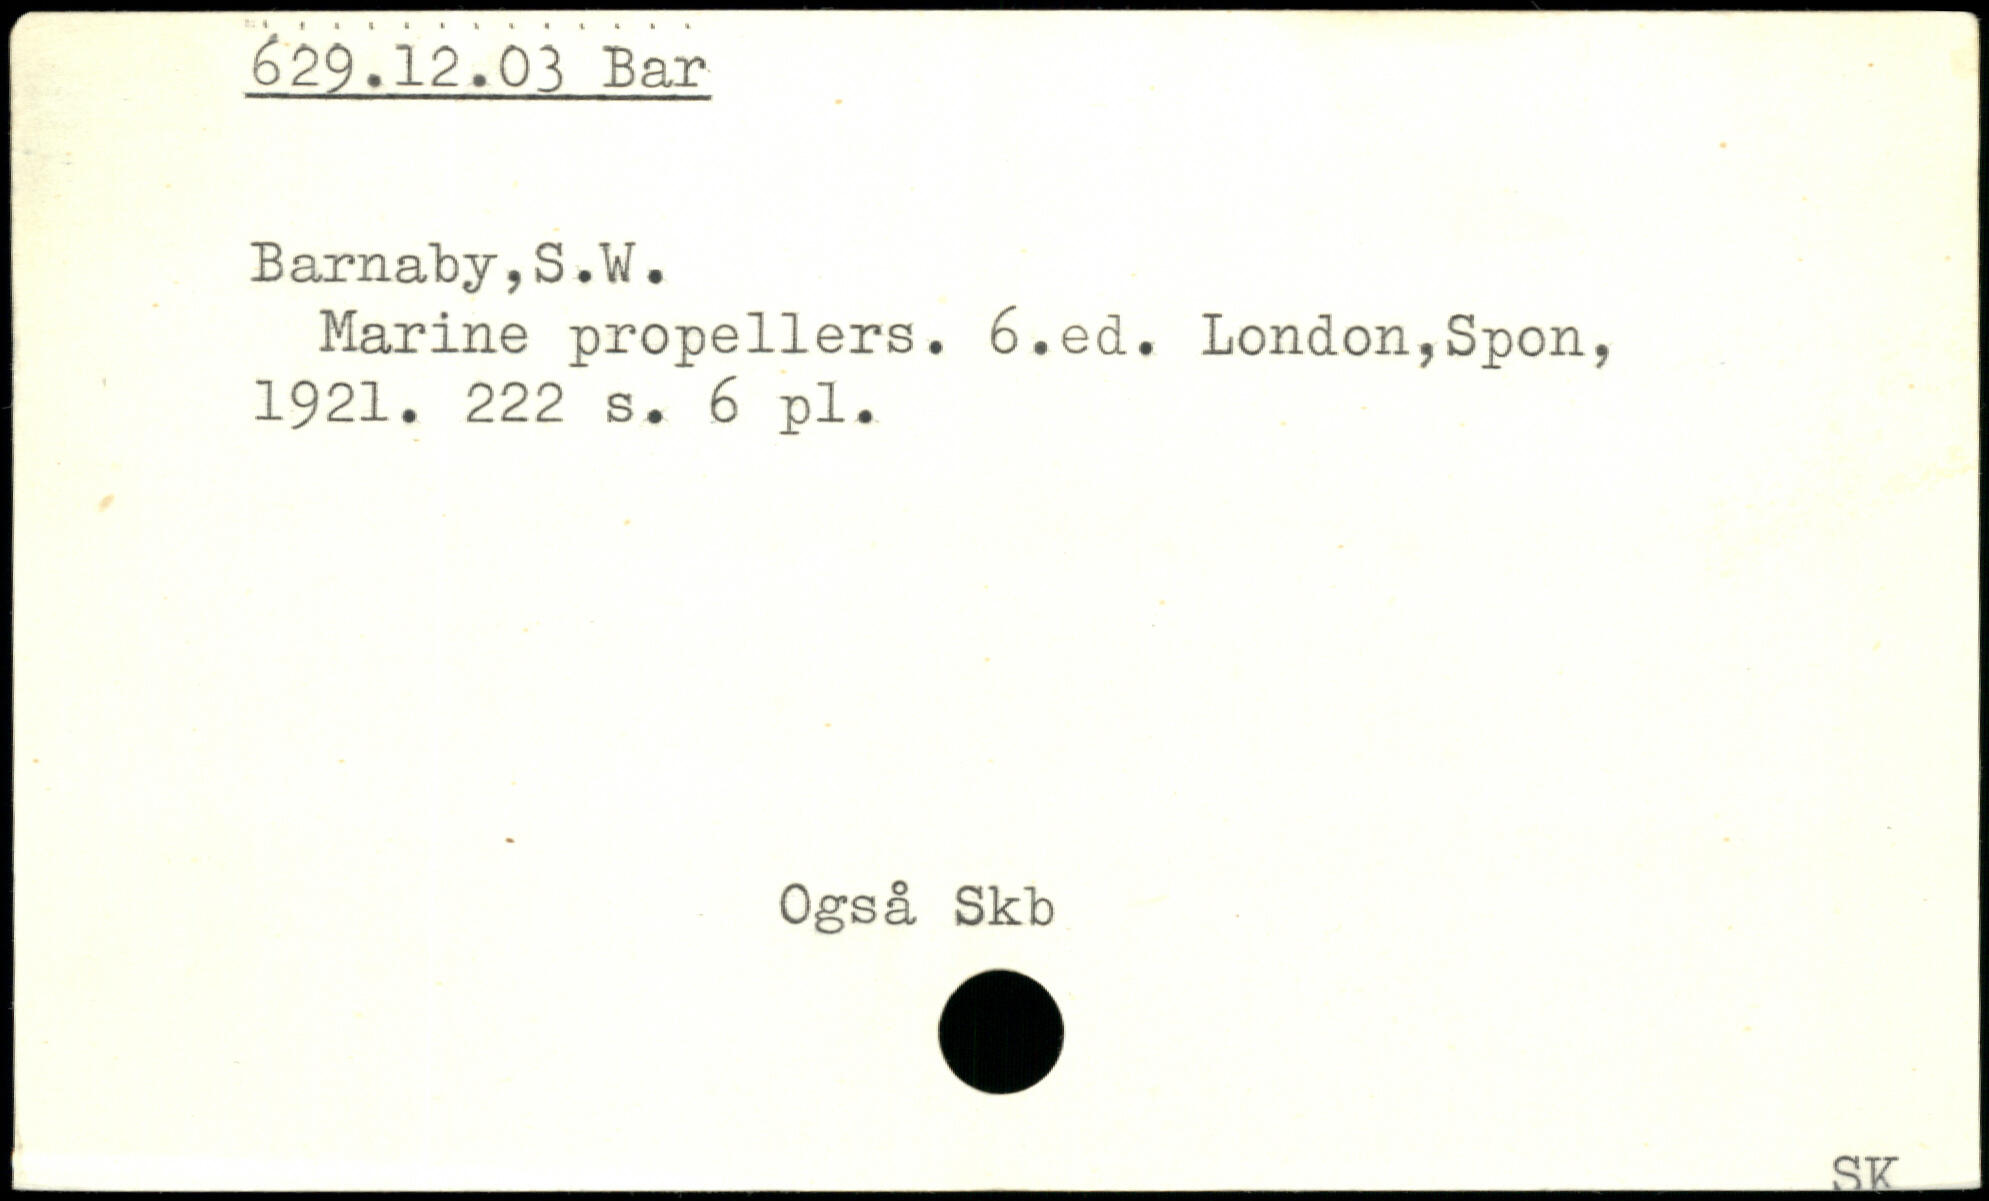 629.12.03 Bar
Barnaby,S.W.
Marine propellers. 6.ed. London,Spon,
1921. 222 s. 6 pl.
Også Skb
SK